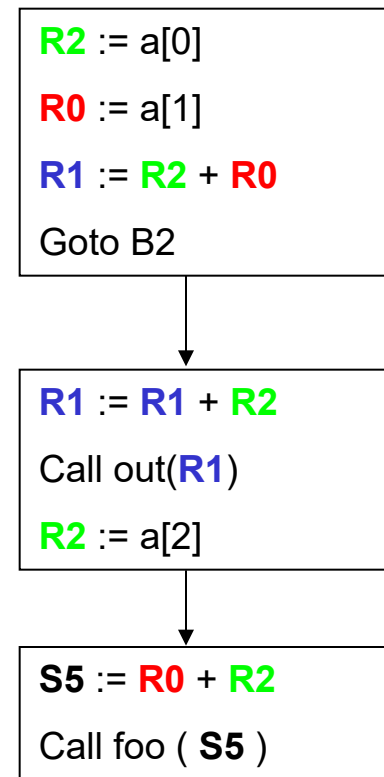 R2 := a[0]
R0 := a[1]
R1 := R2 + R0
Goto B2
R1 := R1 + R2
Call out(R1)
R2 := a[2]
S5 := R0 + R2
Call foo ( S5 )